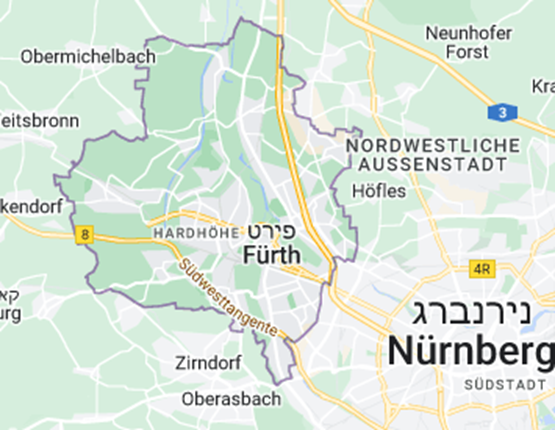 Neunhofer
Forst
Obermichelbach
3
eitsbronn
NORDWESTLICHE
AUSSENSTADT
Höfles
kendorf
8
HARDHÖHE
פירט
Fürth
4R
Südwesttangente
נירנברג
Nürnberg
urg
Zirndorf
SÜDSTADT
Oberasbach